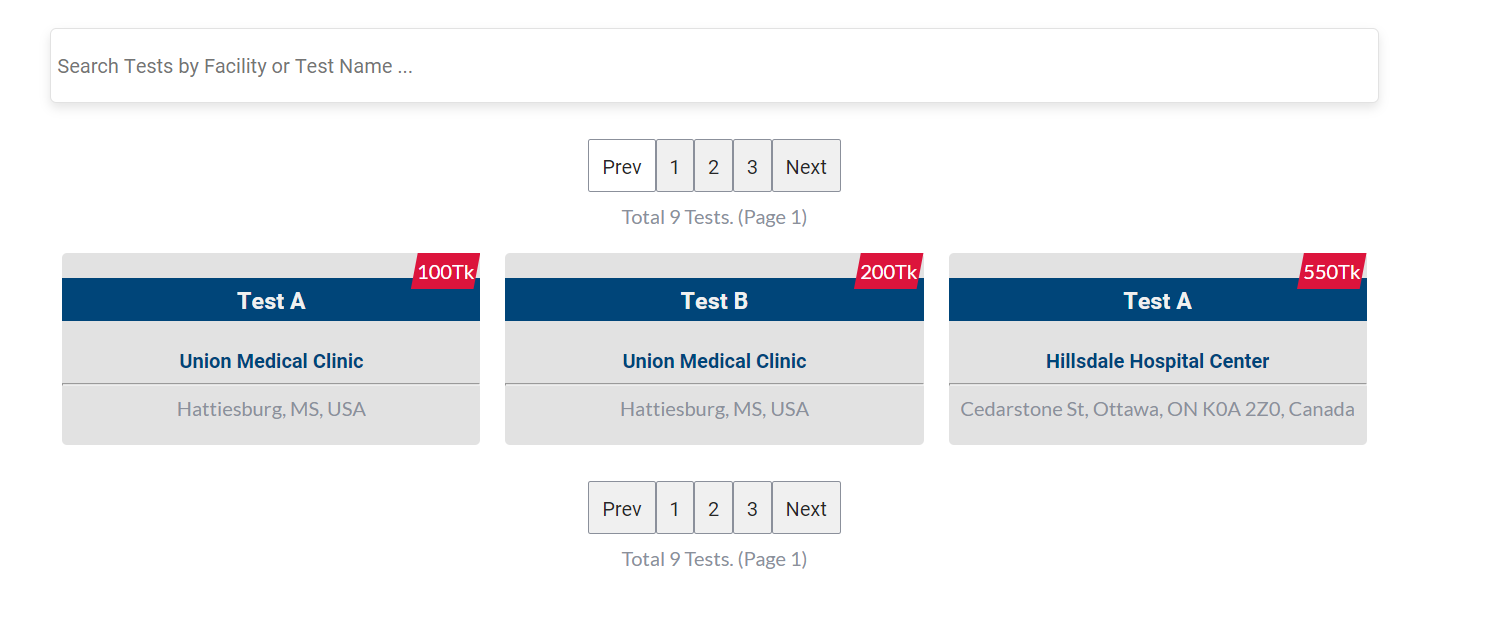 Search Tests by Facility or Test Name ...
Prev 1 2 3 Next
Total 9 Tests. (Page 1)
100Tk
Test A
Union Medical Clinic
Hattiesburg, MS, USA
200Tk
Test B
Union Medical Clinic
Hattiesburg, MS, USA
550Tk
Test A
Hillsdale Hospital Center
Cedarstone St, Ottawa, ON K0A 2Z0, Canada
Prev 1 2 3 Next
Total 9 Tests. (Page 1)